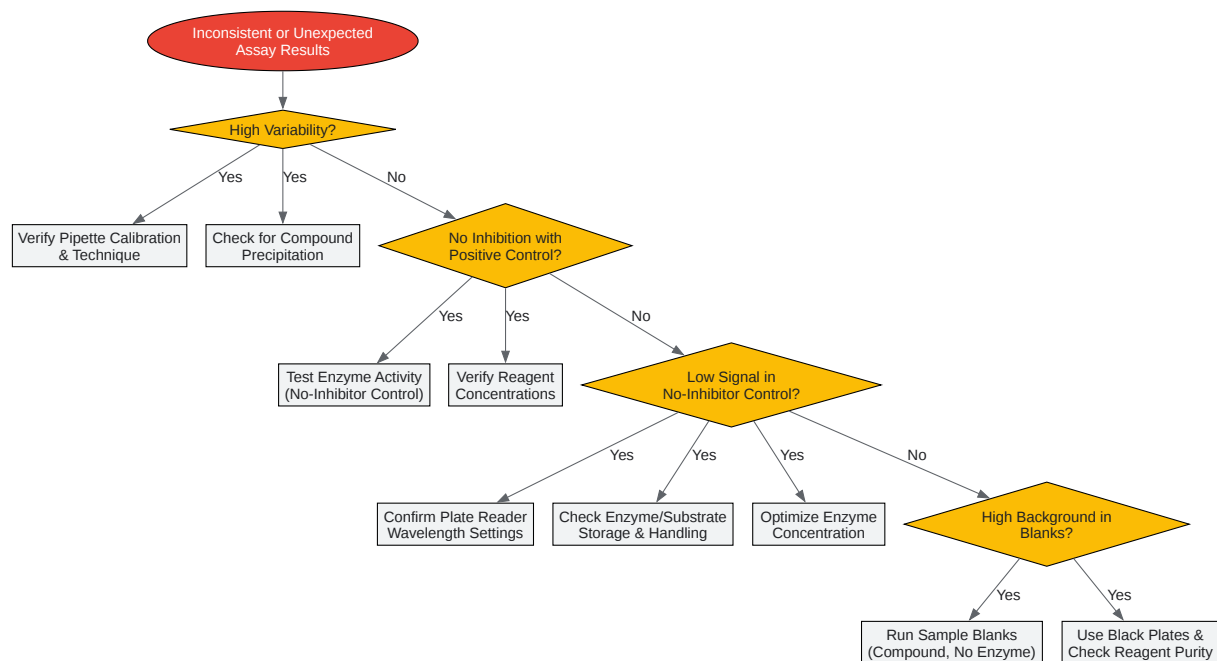 Inconsistent or Unexpected
Assay Results
High Variability?
Yes
Yes
No
Verify Pipette Calibration
& Technique
Check for Compound
Precipitation
No Inhibition with
Positive Control?
Yes
Yes
No
Test Enzyme Activity
(No-Inhibitor Control)
Verify Reagent
Concentrations
Low Signal in
No-Inhibitor Control?
Yes
Yes
Yes
No
Confirm Plate Reader
Wavelength Settings
Check Enzyme/Substrate
Storage & Handling
Optimize Enzyme
Concentration
High Background in
Blanks?
Yes
Yes
Run Sample Blanks
(Compound, No Enzyme)
Use Black Plates &
Check Reagent Purity